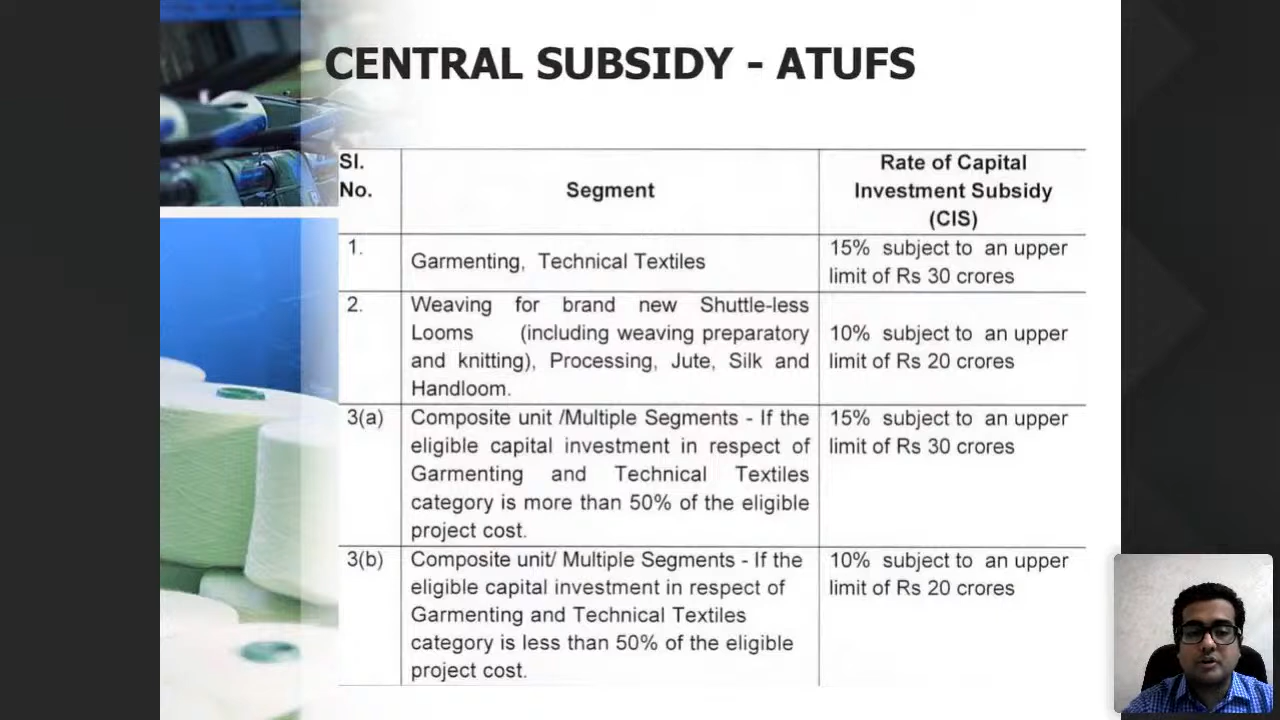 CENTRAL SUBSIDY - ATUFS
Sl.
No.
Segment
Rate of Capital
Investment Subsidy
(CIS)
1.
Garmenting, Technical Textiles
15% subject to an upper
limit of Rs 30 crores
2.
Weaving for brand new Shuttle-less
Looms (including weaving preparatory
and knitting), Processing, Jute, Silk and
Handloom.
10% subject to an upper
limit of Rs 20 crores
3(a)
Composite unit /Multiple Segments - If the
eligible capital investment in respect of
Garmenting and Technical Textiles
category is more than 50% of the eligible
project cost.
15% subject to an upper
limit of Rs 30 crores
3(b)
Composite unit/ Multiple Segments - If the
eligible capital investment in respect of
Garmenting and Technical Textiles
category is less than 50% of the eligible
project cost.
10% subject to an upper
limit of Rs 20 crores